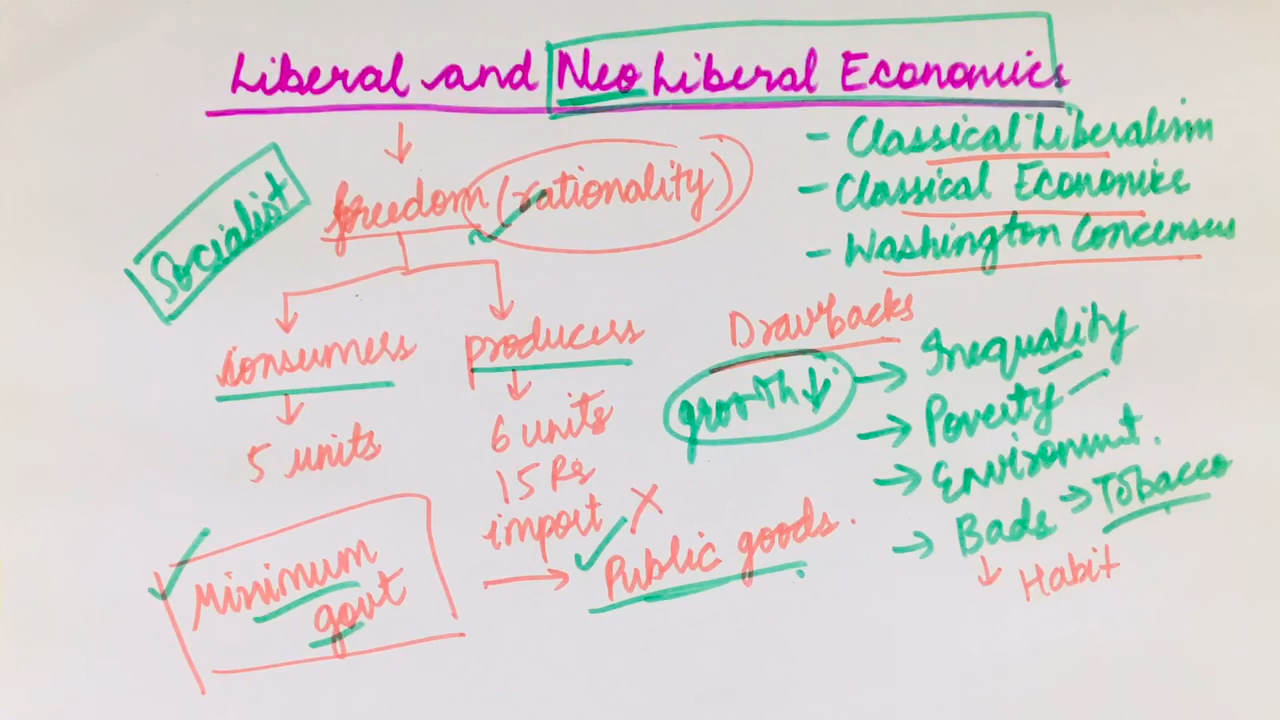 Liberal and Neo Liberal Economics
- Classical Liberalism
- Classical Economics
- Washington Concensus
Socialist
freedom (rationality)
consumers
producers
5 units
6 units
15 Rs
import X
Minimum
govt
Public goods.
Drawbacks
growth ↓ → Inequality
→ Poverty
→ Environmnt.
→ Bads → Tobacco
↓ Habit